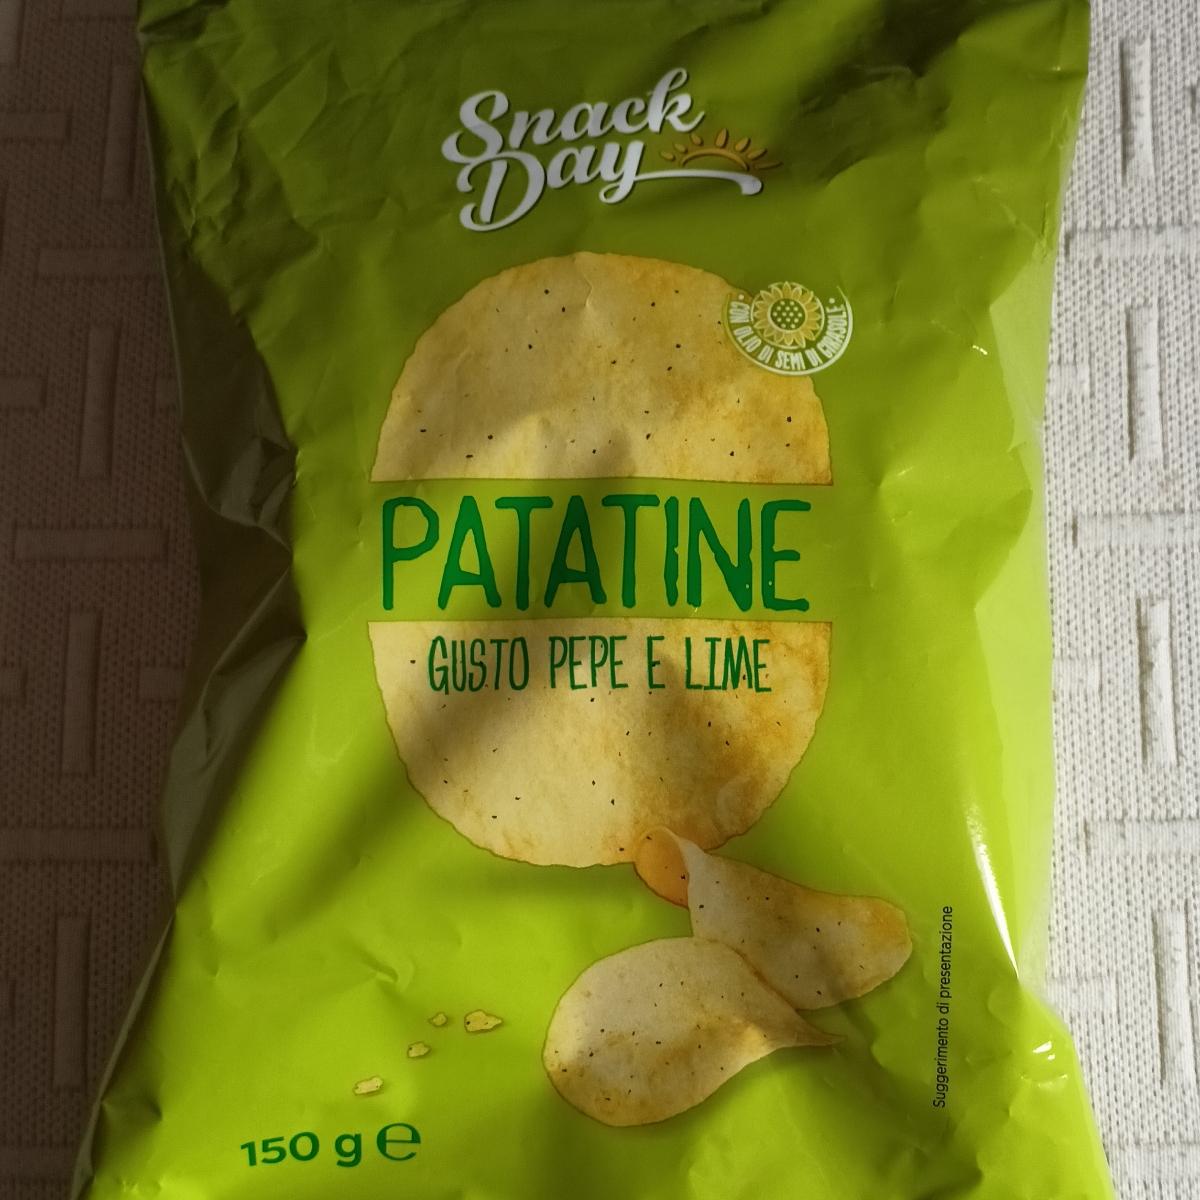 Snack
Day
• CON OLIO DI SEMI DI GIRASOLE •
PATATINE
GUSTO PEPE E LIME
Suggerimento di presentazione
150 g e